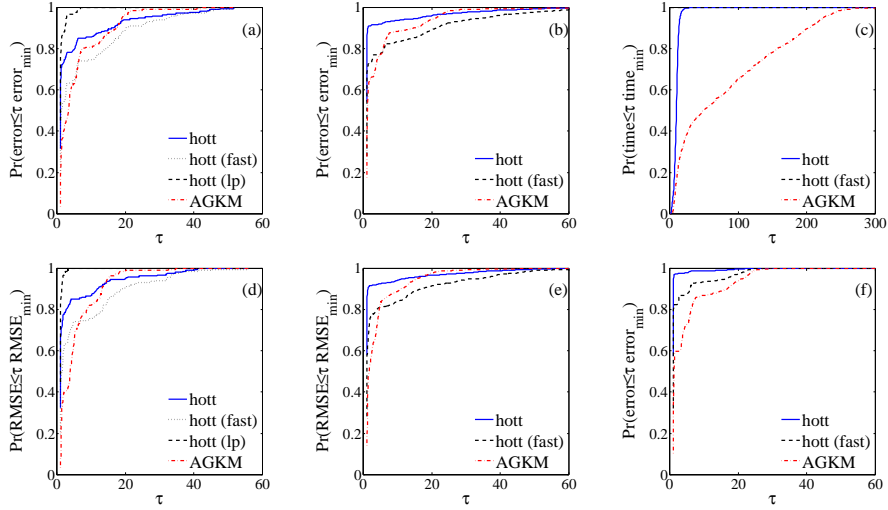 (a)
Pr(error≤τ error_min)
1
0.8
0.6
0.4
0.2
0
hott
hott (fast)
hott (lp)
AGKM
0 20 40 60
τ
(b)
Pr(error≤τ error_min)
1
0.8
0.6
0.4
0.2
0
hott
hott (fast)
AGKM
0 20 40 60
τ
(c)
Pr(time≤τ time_min)
1
0.8
0.6
0.4
0.2
0
hott
AGKM
0 100 200 300
τ
(d)
Pr(RMSE≤τ RMSE_min)
1
0.8
0.6
0.4
0.2
0
hott
hott (fast)
hott (lp)
AGKM
0 20 40 60
τ
(e)
Pr(RMSE≤τ RMSE_min)
1
0.8
0.6
0.4
0.2
0
hott
hott (fast)
AGKM
0 20 40 60
τ
(f)
Pr(error≤τ error_min)
1
0.8
0.6
0.4
0.2
0
hott
hott (fast)
AGKM
0 20 40 60
τ